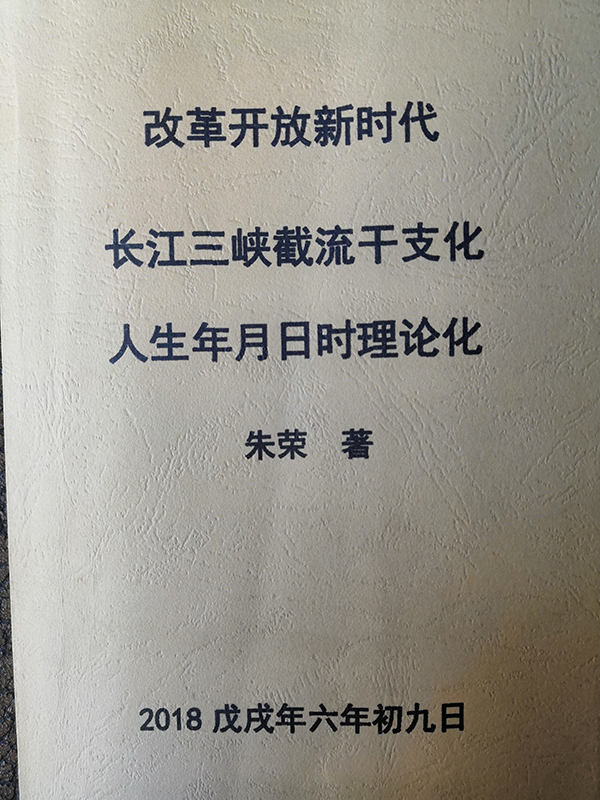 改革开放新时代
长江三峡截流干支化
人生年月日时理论化
朱荣 著
2018 戊戌年六年初九日